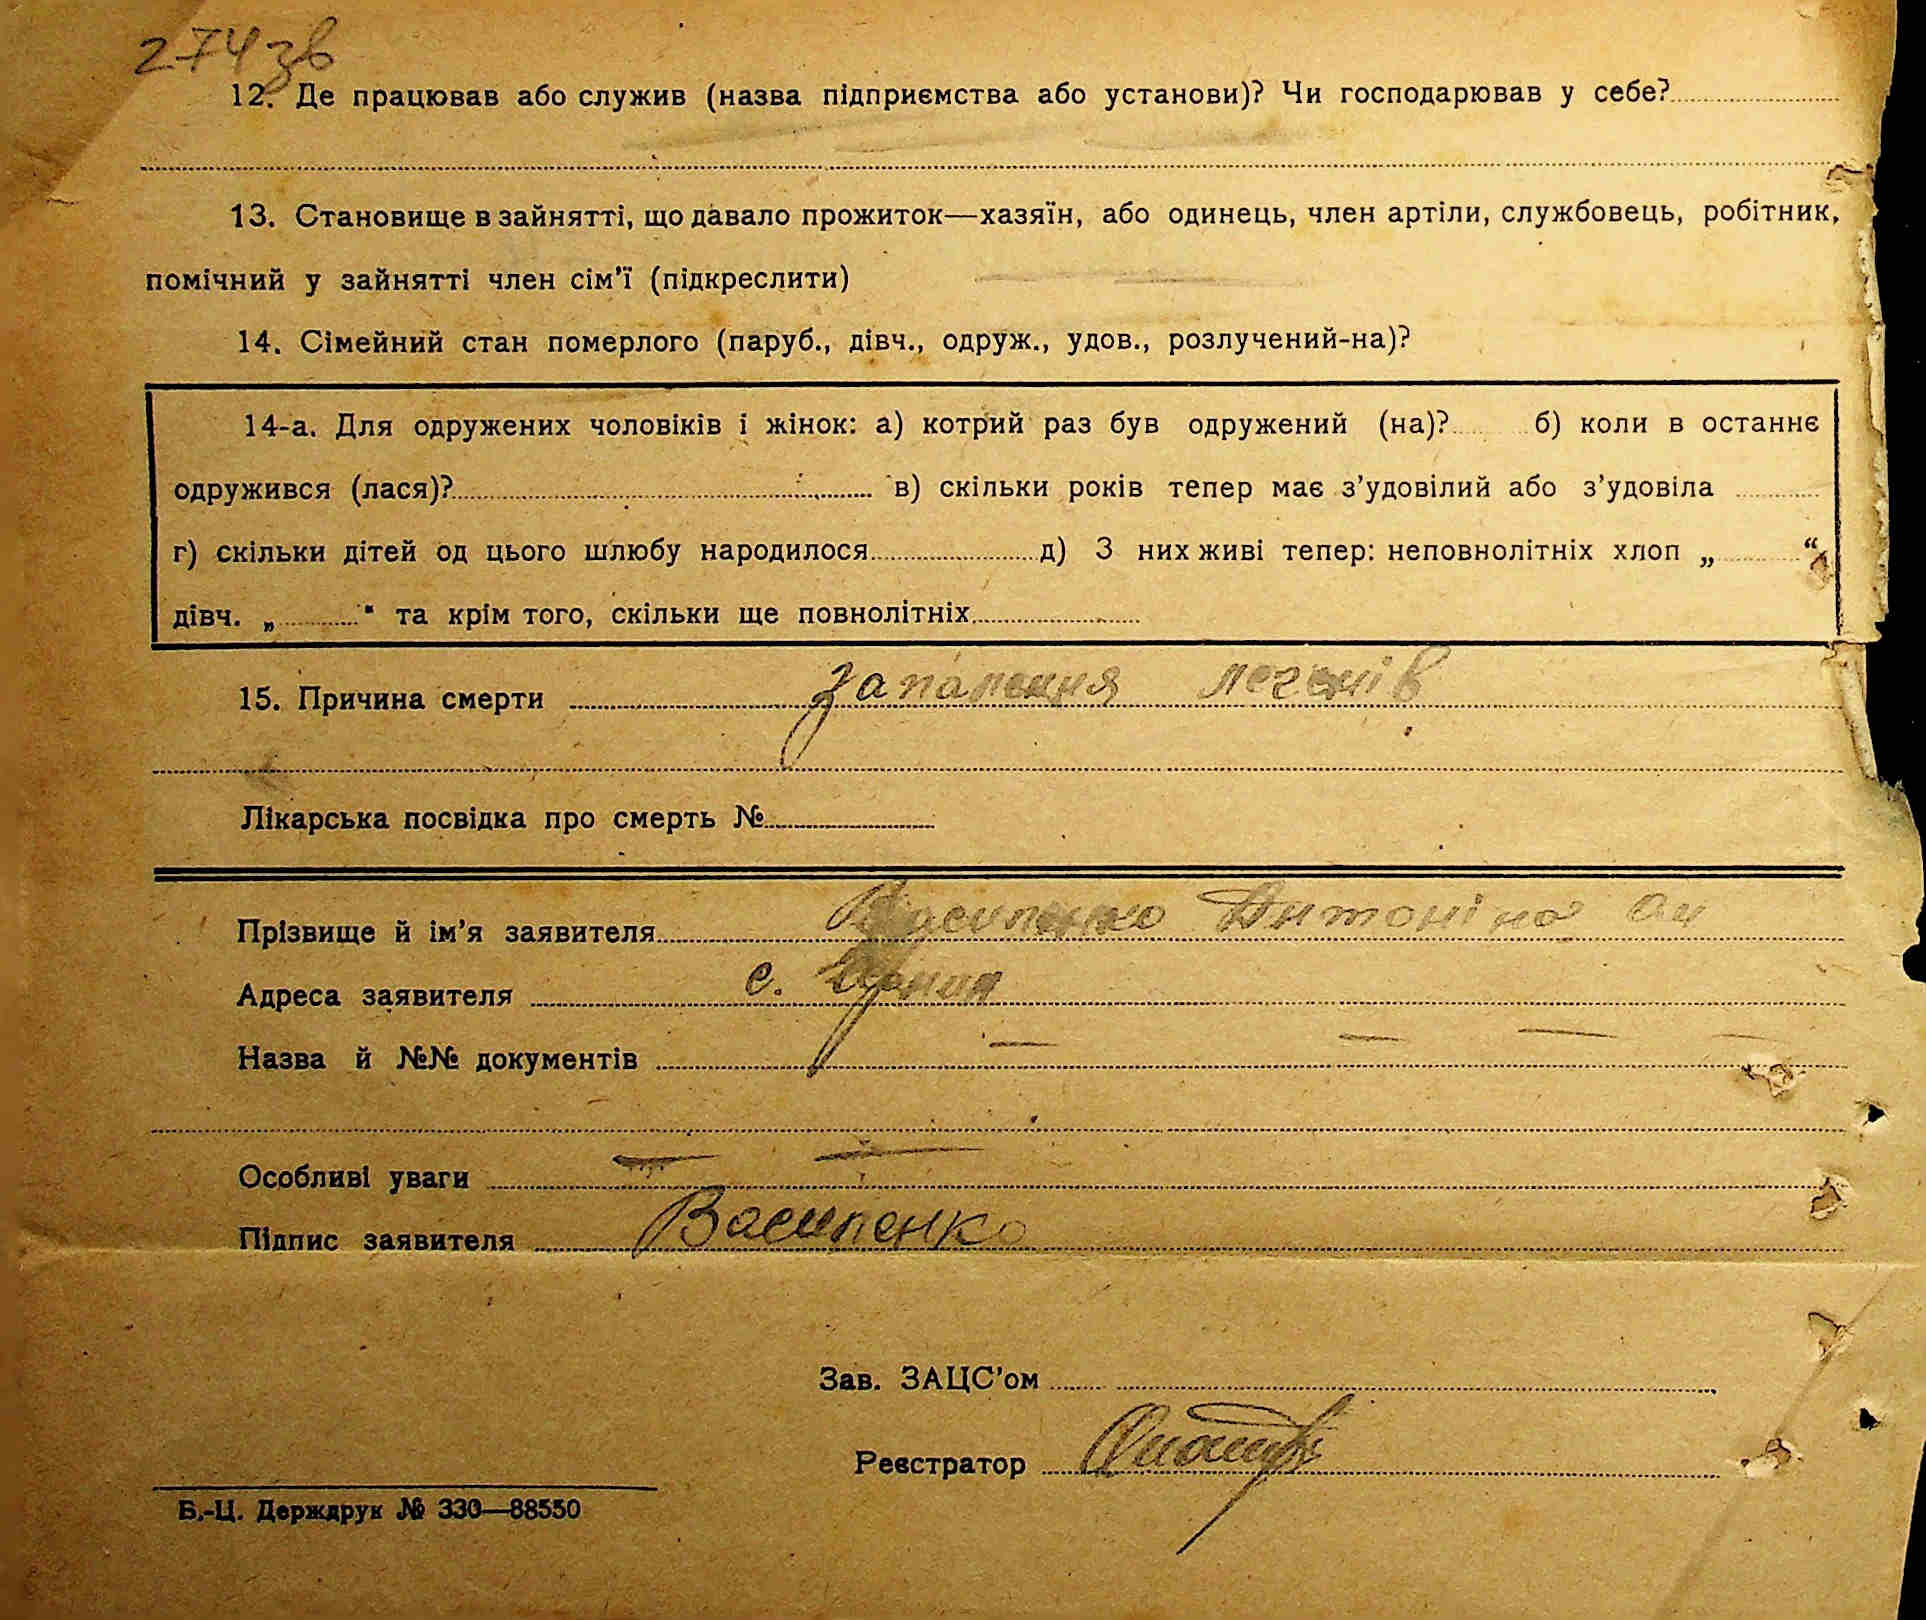 274 зв
12. Де працював або служив (назва підприємства або установи)? Чи господарював у себе?
13. Становище в зайнятті, що давало прожиток—хазяїн, або одинець, член артіли, службовець, робітник,
помічний у зайнятті член сім'ї (підкреслити)
14. Сімейний стан померлого (паруб., дівч., одруж., удов., розлучений-на)?
14-а. Для одружених чоловіків і жінок: а) котрий раз був одружений (на)? б) коли в останнє
одружився (лася)? в) скільки років тепер має з'удовілий або з'удовіла
г) скільки дітей од цього шлюбу народилося д) З них живі тепер: неповнолітніх хлоп „ “
дівч. „ “ та крім того, скільки ще повнолітніх
15. Причина смерти запалення легенів
Лікарська посвідка про смерть №
Прізвище й ім'я заявителя Василенко Антоніна
Адреса заявителя с.
Назва й №№ документів — — —
Особливі уваги — —
Підпис заявителя Василенко
Зав. ЗАЦС'ом
Реєстратор
Б.-Ц. Держдрук № 330—88550